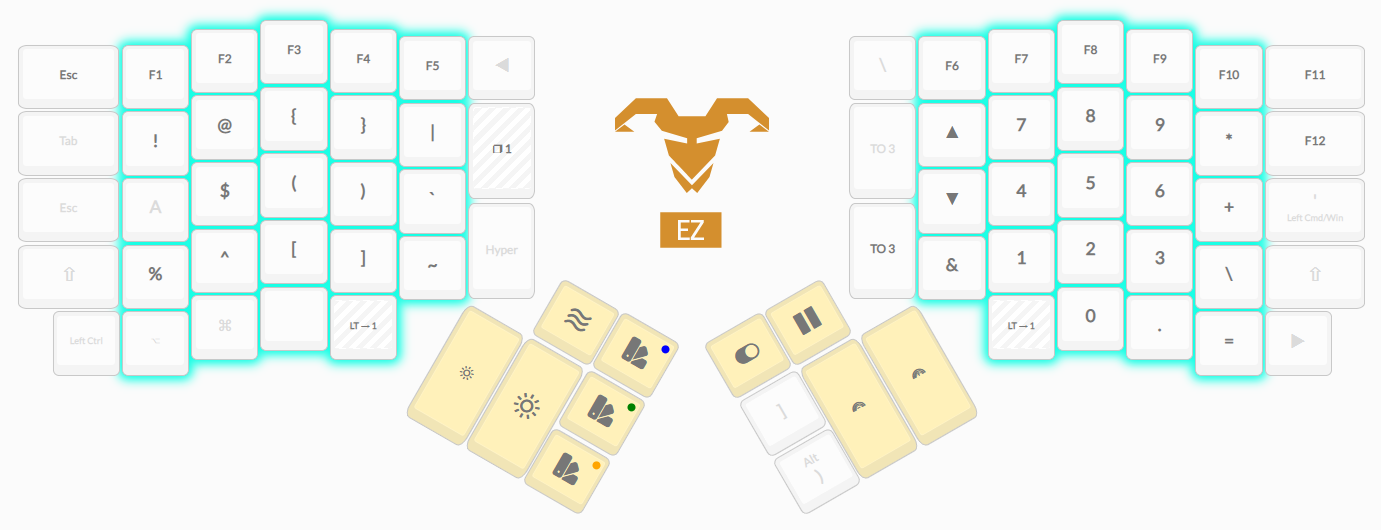 Esc F1 F2 F3 F4 F5 ◀ \ F6 F7 F8 F9 F10 F11
Tab ! @ { } | 1 TO 3 ▲ 7 8 9 * F12
Esc A $ ( ) ` ▼ 4 5 6 + '
Left Cmd/Win
EZ
⇧ % ^ [ ] ~ Hyper TO 3 & 1 2 3 \ ⇧
Left Ctrl ⌥ ⌘ LT → 1 LT → 1 0 . = ▶
]
Alt
)